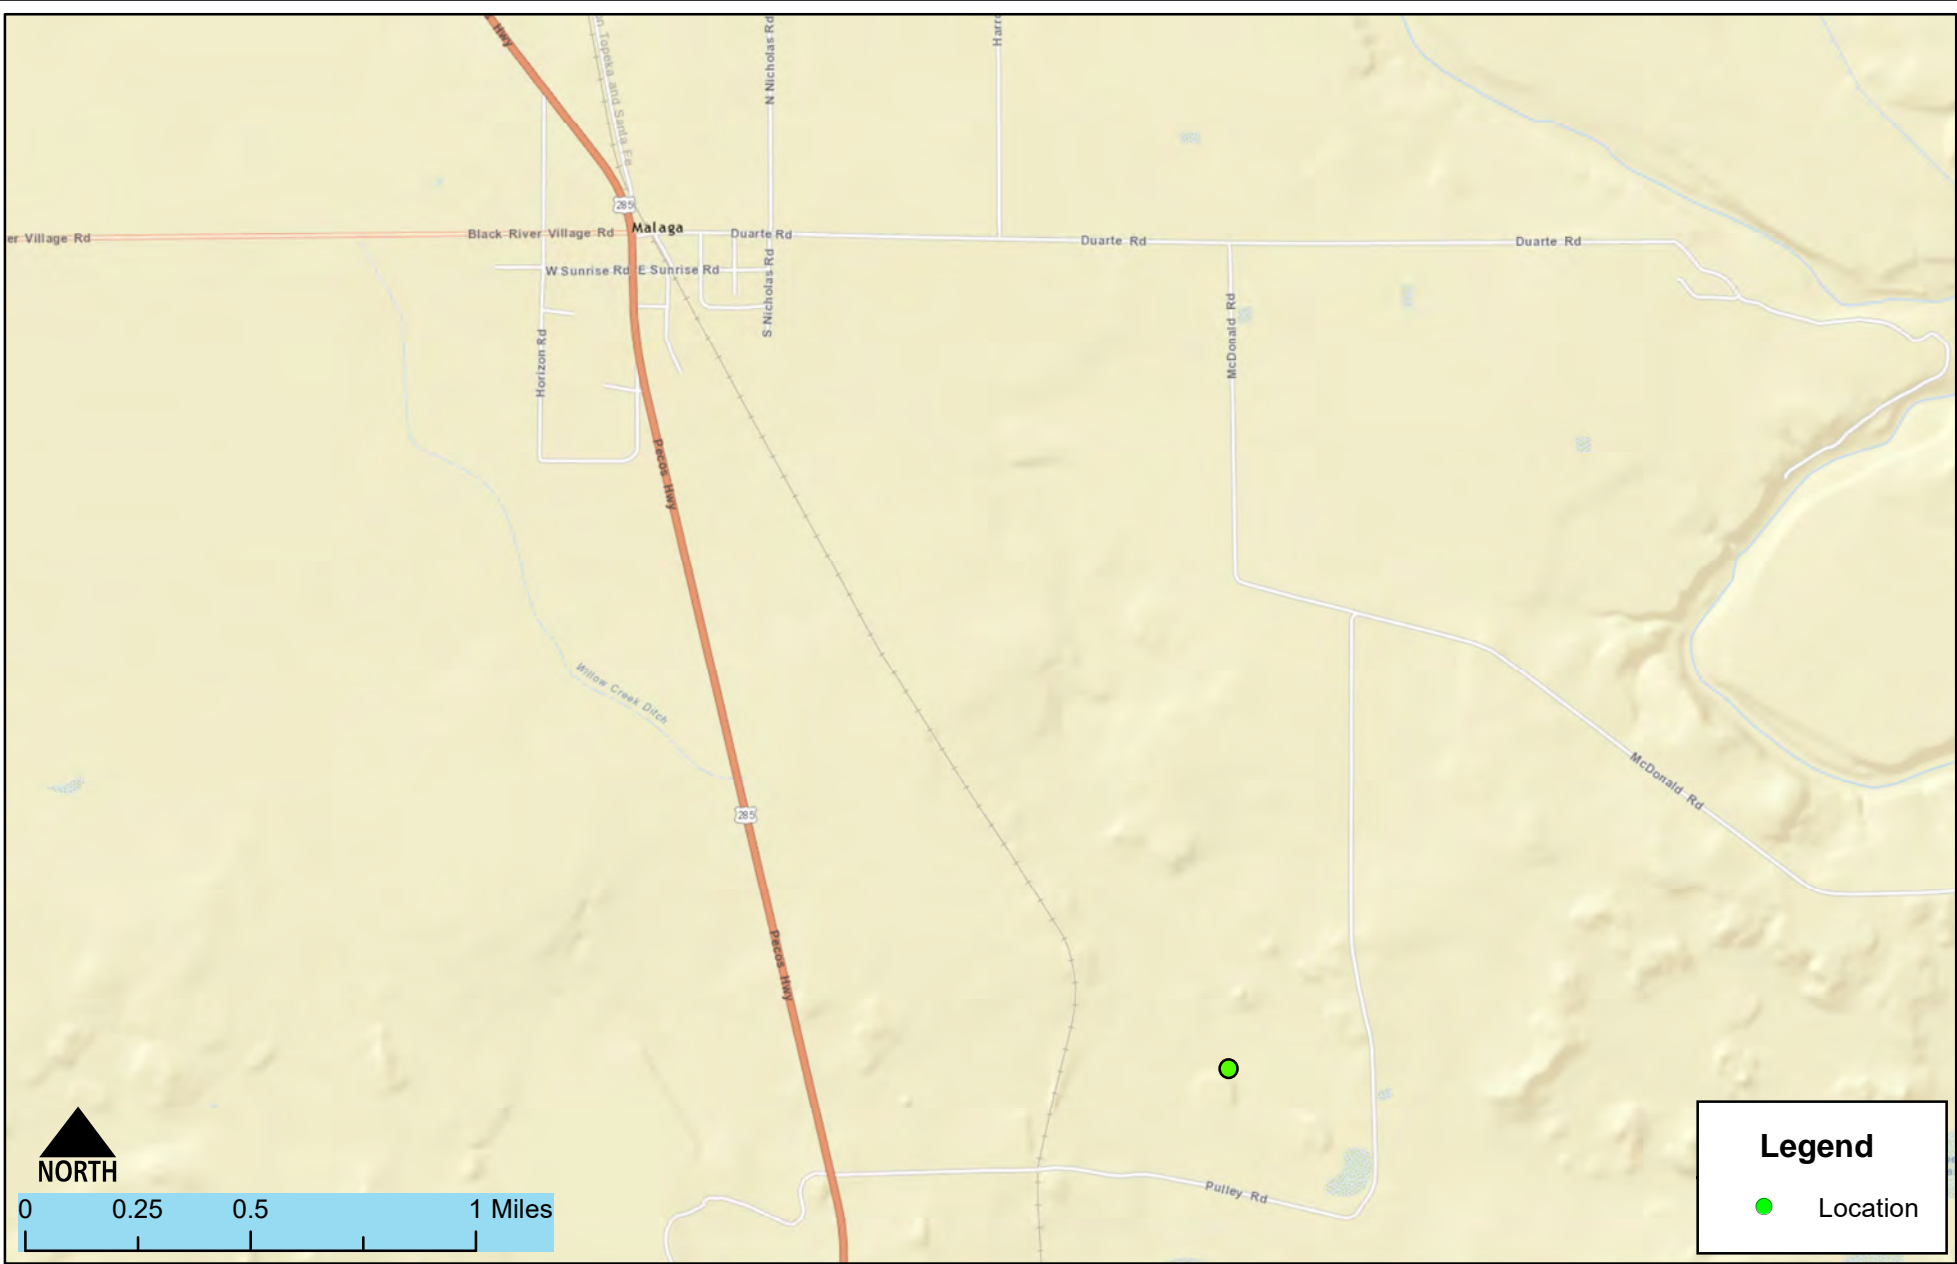 Hwy
n Topeka and Santa Fe
N Nicholas Rd
Harro
285
Malaga
er Village Rd
Black River Village Rd
Duarte Rd
Duarte Rd
Duarte Rd
W Sunrise Rd
E Sunrise Rd
S Nicholas Rd
Horizon Rd
McDonald Rd
Pecos Hwy
Willow Creek Ditch
McDonald Rd
285
Pecos Hwy
Pulley Rd
NORTH
0 0.25 0.5 1 Miles
Legend
Location